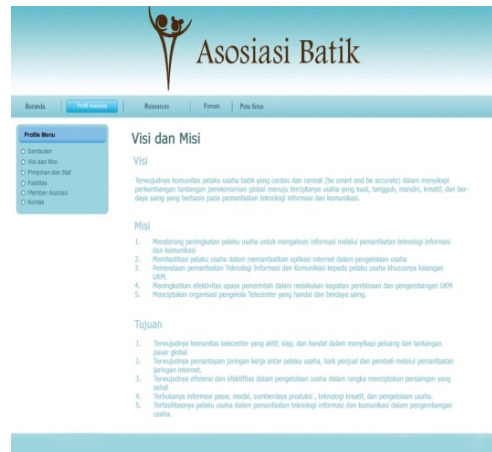 Asosiasi Batik
Beranda
Profil Asosiasi
Resources
Forum
Peta Situs
Profile Menu
Sambutan
Visi dan Misi
Pimpinan dan Staf
Fasilitas
Member Asosiasi
Kontak
Visi dan Misi
Visi
Terwujudnya komunitas pelaku usaha batik yang cerdas dan cermat (be smart and be accurate) dalam menyikapi
perkembangan tantangan perekonomian global menuju terciptanya usaha yang kuat, tangguh, mandiri, kreatif, dan ber-
daya saing yang berbasis pada pemanfaatan teknologi informasi dan komunikasi.
Misi
1. Mendorong peningkatan pelaku usaha untuk mengakses informasi melalui pemanfaatan teknologi informasi
dan komunikasi
2. Memfasilitasi pelaku usaha dalam memanfaatkan aplikasi internet dalam pengelolaan usaha
3. Pemerataan pemanfaatan Teknologi Informasi dan Komunikasi kepada pelaku usaha khusunya kalangan
UKM.
4. Meningkatkan efektivitas upaya pemerintah dalam melakukan kegiatan pembinaan dan pengembangan UKM
5. Menciptakan organisasi pengelola Telecenter yang handal dan berdaya saing.
Tujuan
1. Terwujudnya komunitas telecenter yang aktif, siap, dan handal dalam menyikapi peluang dan tantangan
pasar global
2. Terwujudnya pemantapan jaringan kerja antar pelaku usaha, baik penjual dan pembeli melalui pemanfaatan
jaringan internet.
3. Terwujudnya efisiensi dan efektifitas dalam pengelolaan usaha dalam rangka menciptakan persaingan yang
sehat
4. Terbukanya informasi pasar, modal, sumberdaya produksi , teknologi kreatif, dan pengelolaan usaha.
5. Terfasilitasinya pelaku usaha dalam pemanfaatan teknologi informasi dan komunikasi dalam pengembangan
usaha.